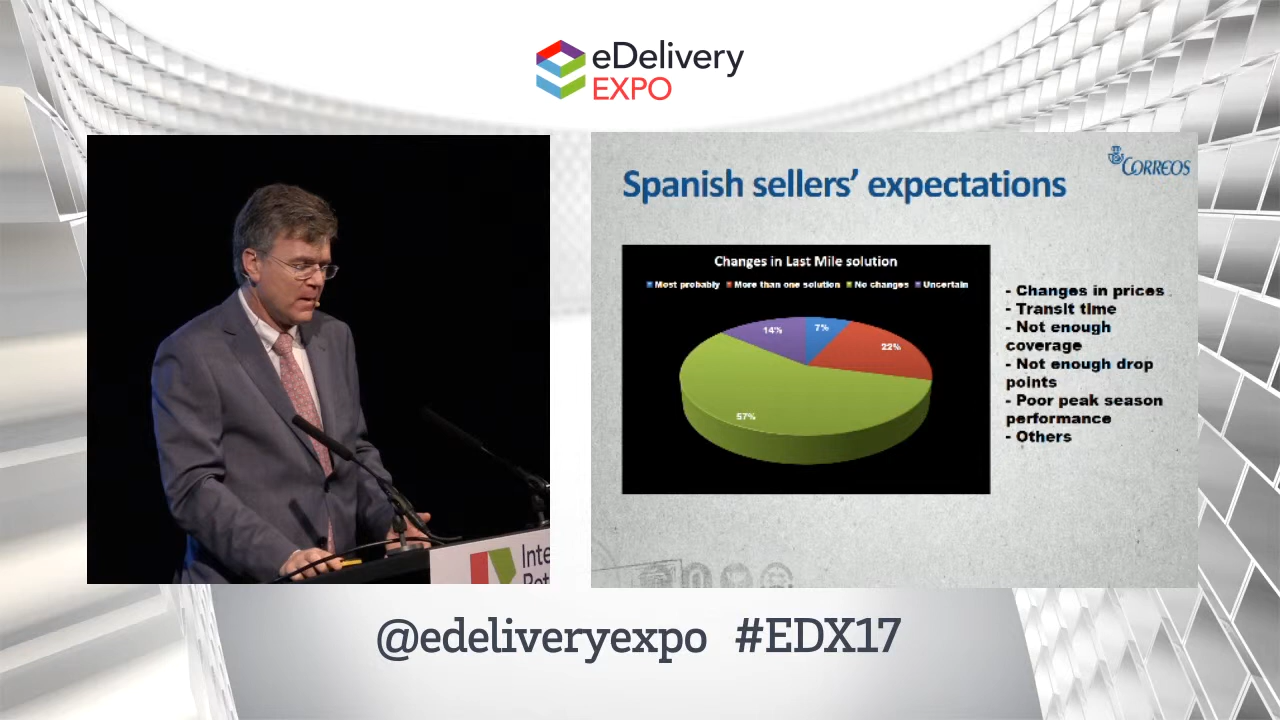 eDelivery
EXPO
CORREOS
Spanish sellers' expectations
Changes in Last Mile solution
Most probably More than one solution No changes Uncertain
14%
7%
22%
57%
- Changes in prices
- Transit time
- Not enough
coverage
- Not enough drop
points
- Poor peak season
performance
- Others
@edeliveryexpo #EDX17